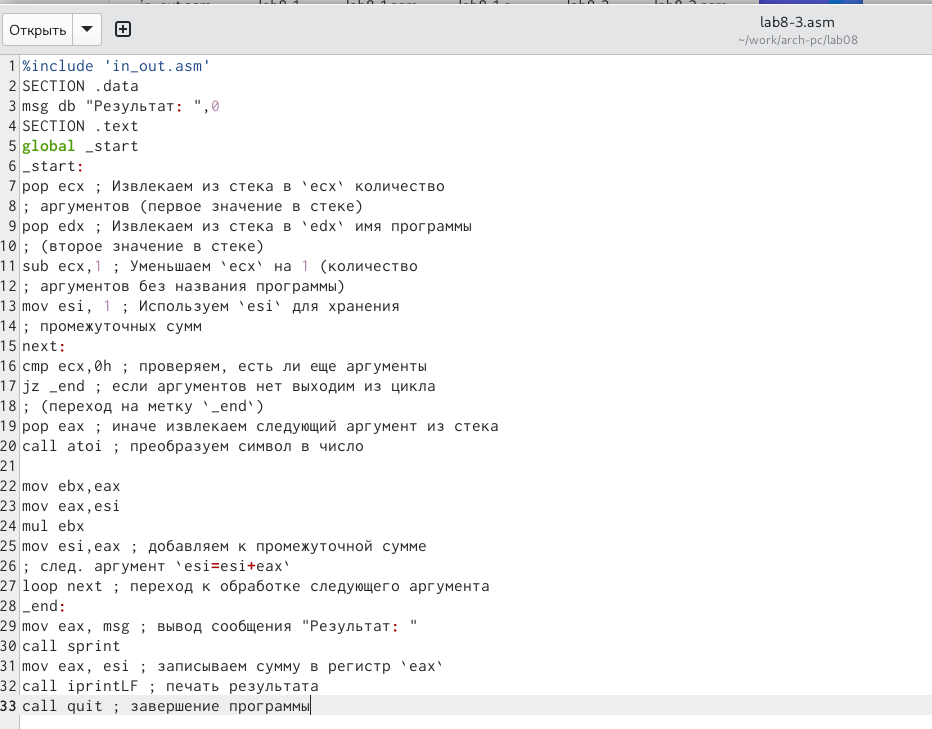 Открыть
lab8-3.asm
~/work/arch-pc/lab08
1 %include 'in_out.asm'
2 SECTION .data
3 msg db "Результат: ",0
4 SECTION .text
5 global _start
6 _start:
7 pop ecx ; Извлекаем из стека в `ecx` количество
8 ; аргументов (первое значение в стеке)
9 pop edx ; Извлекаем из стека в `edx` имя программы
10 ; (второе значение в стеке)
11 sub ecx,1 ; Уменьшаем `ecx` на 1 (количество
12 ; аргументов без названия программы)
13 mov esi, 1 ; Используем `esi` для хранения
14 ; промежуточных сумм
15 next:
16 cmp ecx,0h ; проверяем, есть ли еще аргументы
17 jz _end ; если аргументов нет выходим из цикла
18 ; (переход на метку `_end`)
19 pop eax ; иначе извлекаем следующий аргумент из стека
20 call atoi ; преобразуем символ в число
21
22 mov ebx,eax
23 mov eax,esi
24 mul ebx
25 mov esi,eax ; добавляем к промежуточной сумме
26 ; след. аргумент `esi=esi+eax`
27 loop next ; переход к обработке следующего аргумента
28 _end:
29 mov eax, msg ; вывод сообщения "Результат: "
30 call sprint
31 mov eax, esi ; записываем сумму в регистр `eax`
32 call iprintLF ; печать результата
33 call quit ; завершение программы